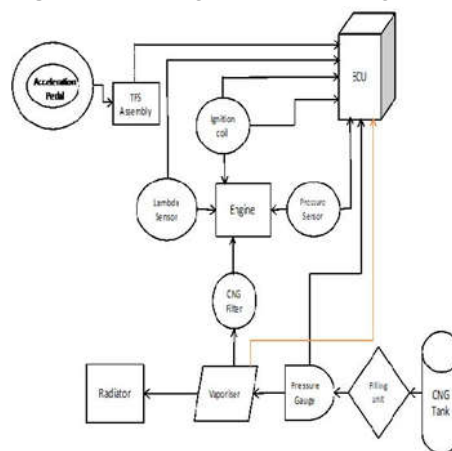 Acceleration
Pedal
TFS
Assembly
ECU
Ignition
coil
Lambda
Sensor
Engine
Pressure
Sensor
CNG
Filter
Radiator
Vaporiser
Pressure
Gauge
Filling
unit
CNG
Tank